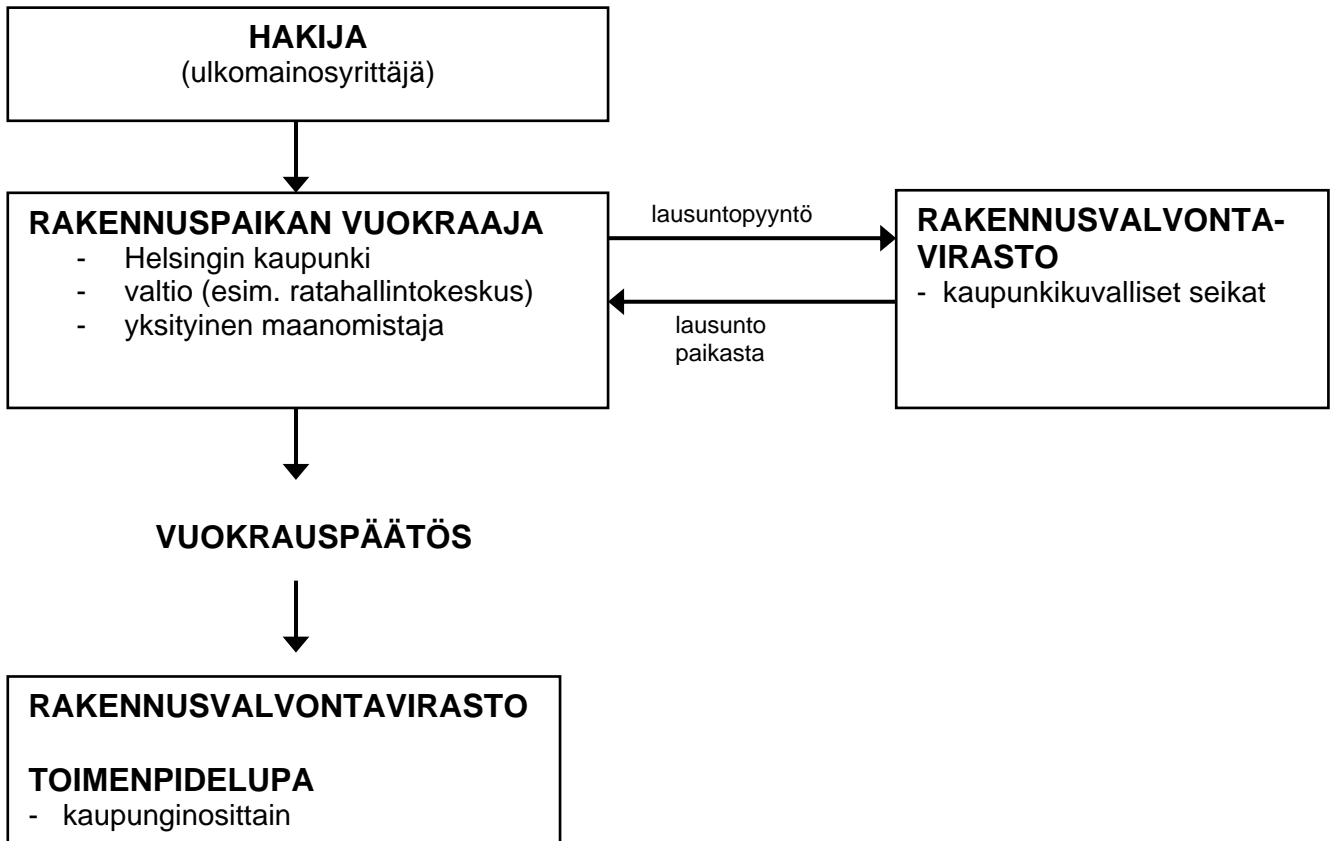 HAKIJA
(ulkomainosyrittäjä)
RAKENNUSPAIKAN VUOKRAAJA
- Helsingin kaupunki
- valtio (esim. ratahallintokeskus)
- yksityinen maanomistaja
lausuntopyyntö
lausunto
paikasta
RAKENNUSVALVONTA-
VIRASTO
- kaupunkikuvalliset seikat
VUOKRAUSPÄÄTÖS
RAKENNUSVALVONTAVIRASTO
TOIMENPIDELUPA
- kaupunginosittain